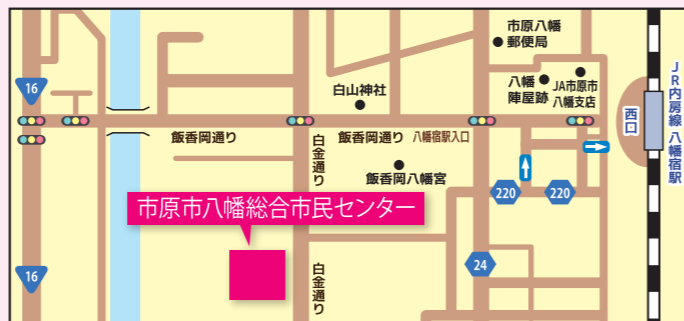 市原八幡
郵便局
16
白山神社
八幡
陣屋跡
JA市原市
八幡支店
JR内房線 八幡宿駅
西口
飯香岡通り
白金通り
飯香岡通り
八幡宿駅入口
飯香岡八幡宮
220
220
市原市八幡総合市民センター
16
白金通り
24